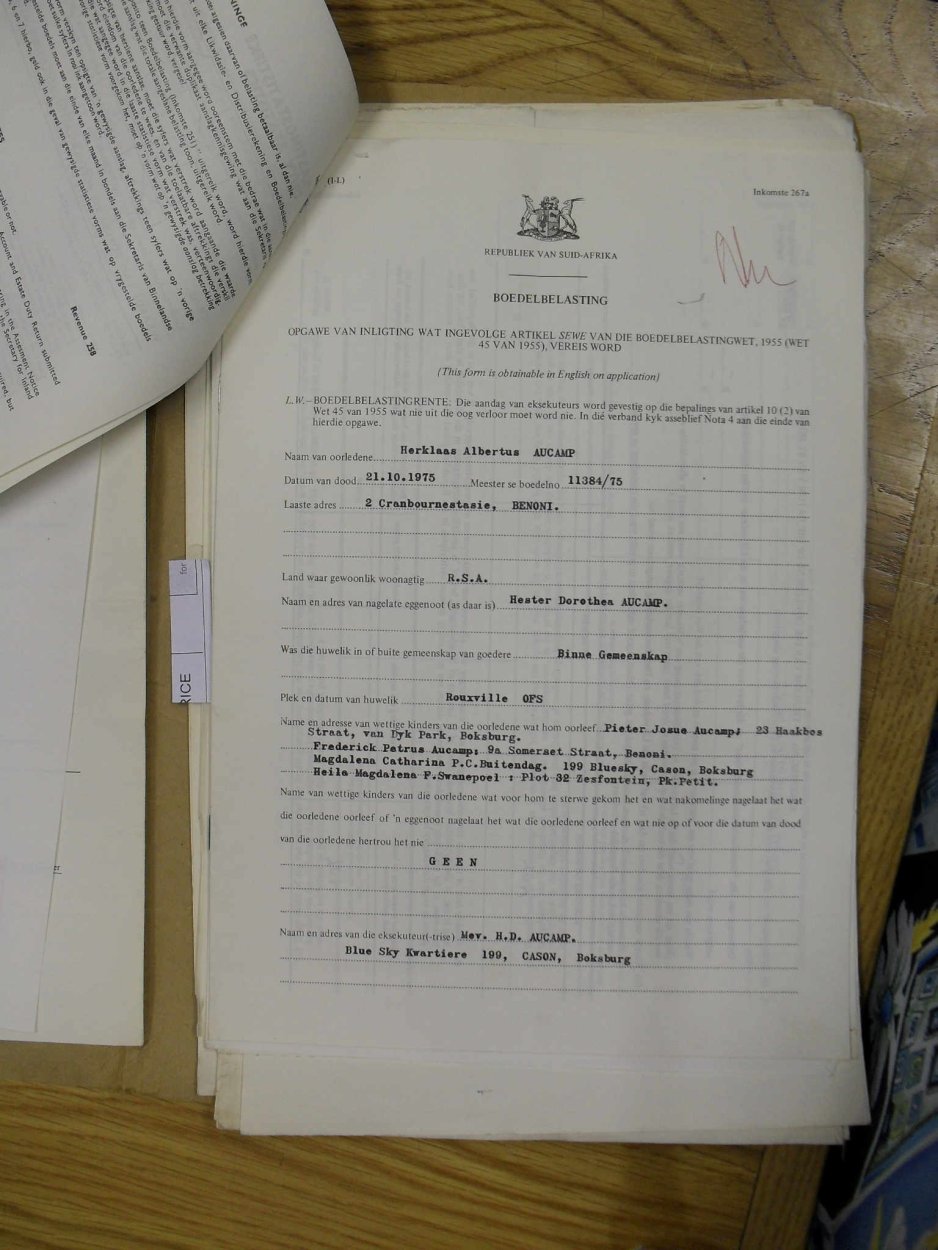 (I-L)
Inkomste 267a
REPUBLIEK VAN SUID-AFRIKA
BOEDELBELASTING
OPGAWE VAN INLIGTING WAT INGEVOLGE ARTIKEL SEWE VAN DIE BOEDELBELASTINGWET, 1955 (WET
45 VAN 1955), VEREIS WORD
(This form is obtainable in English on application)
L.W.—BOEDELBELASTINGRENTE: Die aandag van eksekuteurs word gevestig op die bepalings van artikel 10 (2) van
Wet 45 van 1955 wat nie uit die oog verloor moet word nie. In dié verband kyk asseblief Nota 4 aan die einde van
hierdie opgawe.
Naam van oorledene Herklaas Albertus AUCAMP
Datum van dood 21.10.1975 Meester se boedelno 11384/75
Laaste adres 2 Cranbournestasie, BENONI.
Land waar gewoonlik woonagtig R.S.A.
Naam en adres van nagelate eggenoot (as daar is) Hester Dorothea AUCAMP.
Was die huwelik in of buite gemeenskap van goedere Binne Gemeenskap
Plek en datum van huwelik Rouxville OFS
Name en adresse van wettige kinders van die oorledene wat hom oorleef Pieter Josua Aucamp; 23 Haakbos
Straat, van Dyk Park, Boksburg.
Frederick Petrus Aucamp; 9a Somerset Straat, Benoni.
Magdalena Catharina P.C.Buitendag. 199 Bluesky, Cason, Boksburg
Heila Magdalena F.Swanepoel : Plot 32 Zesfontein, Pk.Petit.
Name van wettige kinders van die oorledene wat voor hom te sterwe gekom het en wat nakomelinge nagelaat het wat
die oorledene oorleef of 'n eggenoot nagelaat het wat die oorledene oorleef en wat nie op of voor die datum van dood
van die oorledene hertrou het nie
G E E N
Naam en adres van die eksekuteur(-trise) Mev. H.D. AUCAMP.
Blue Sky Kwartiere 199, CASON, Boksburg
Revenue 258
for
RICE